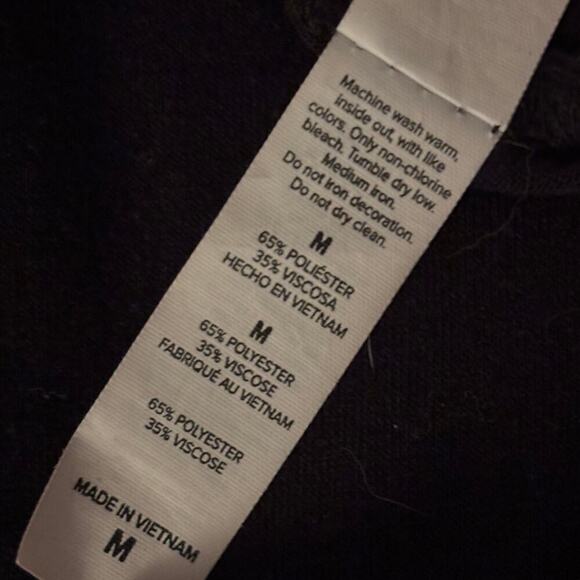 Machine wash warm,
inside out, with like
colors. Only non-chlorine
bleach. Tumble dry low.
Medium iron.
Do not iron decoration.
Do not dry clean.
M
65% POLIÉSTER
35% VISCOSA
HECHO EN VIETNAM
M
65% POLYESTER
35% VISCOSE
FABRIQUÉ AU VIETNAM
65% POLYESTER
35% VISCOSE
MADE IN VIETNAM
M